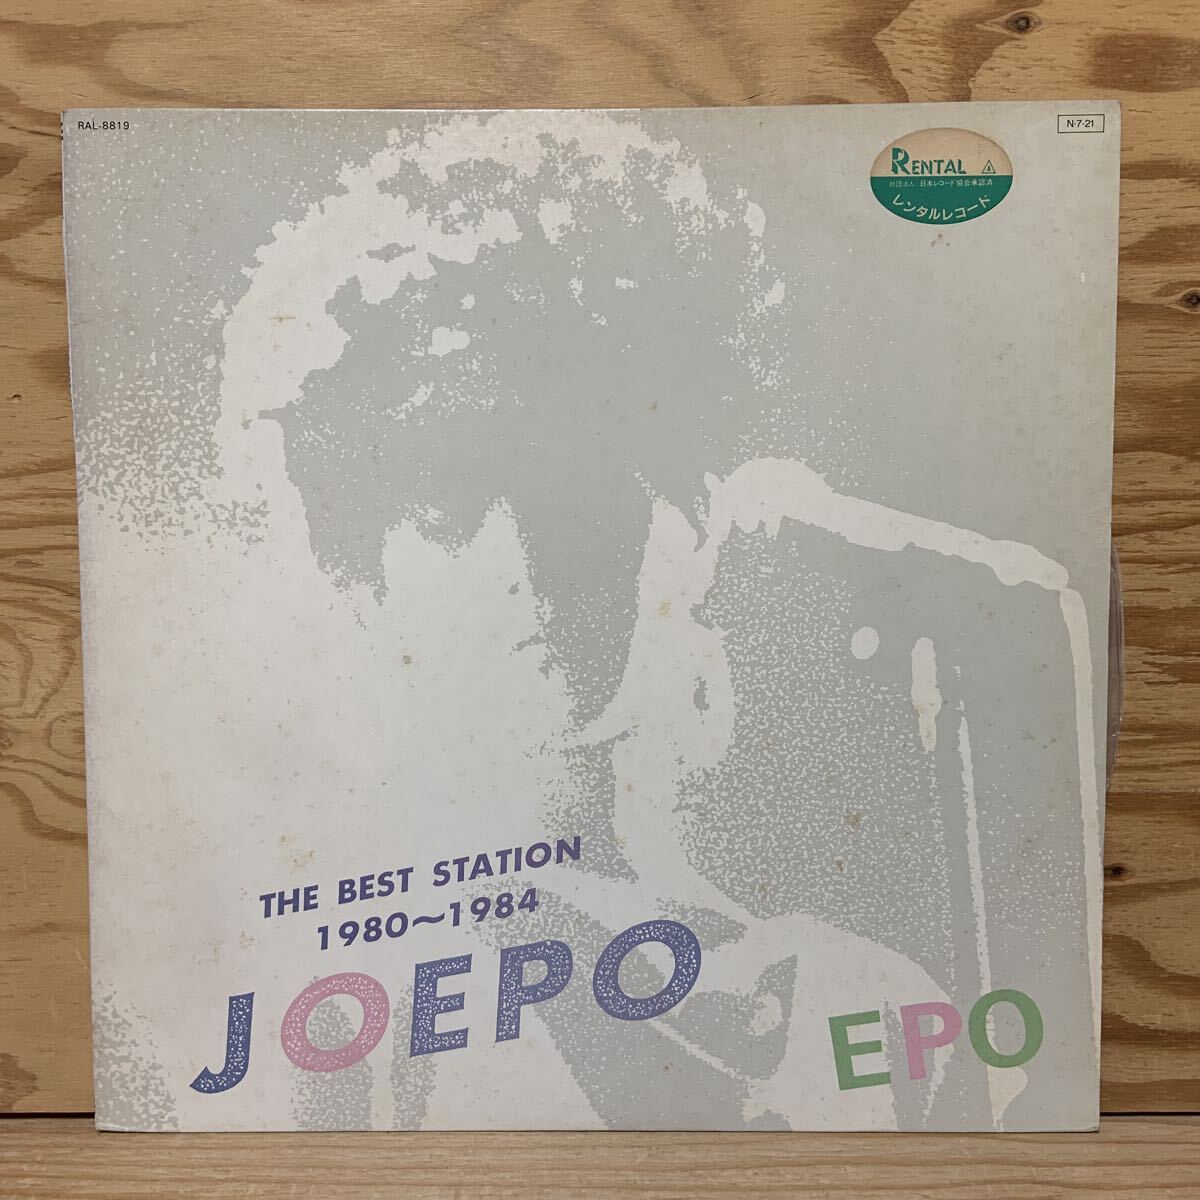 RAL-8819
N·7·21
RENTAL
社団法人 日本レコード協会承認済
レンタルレコード
THE BEST STATION
1980〜1984
JOEPO
EPO